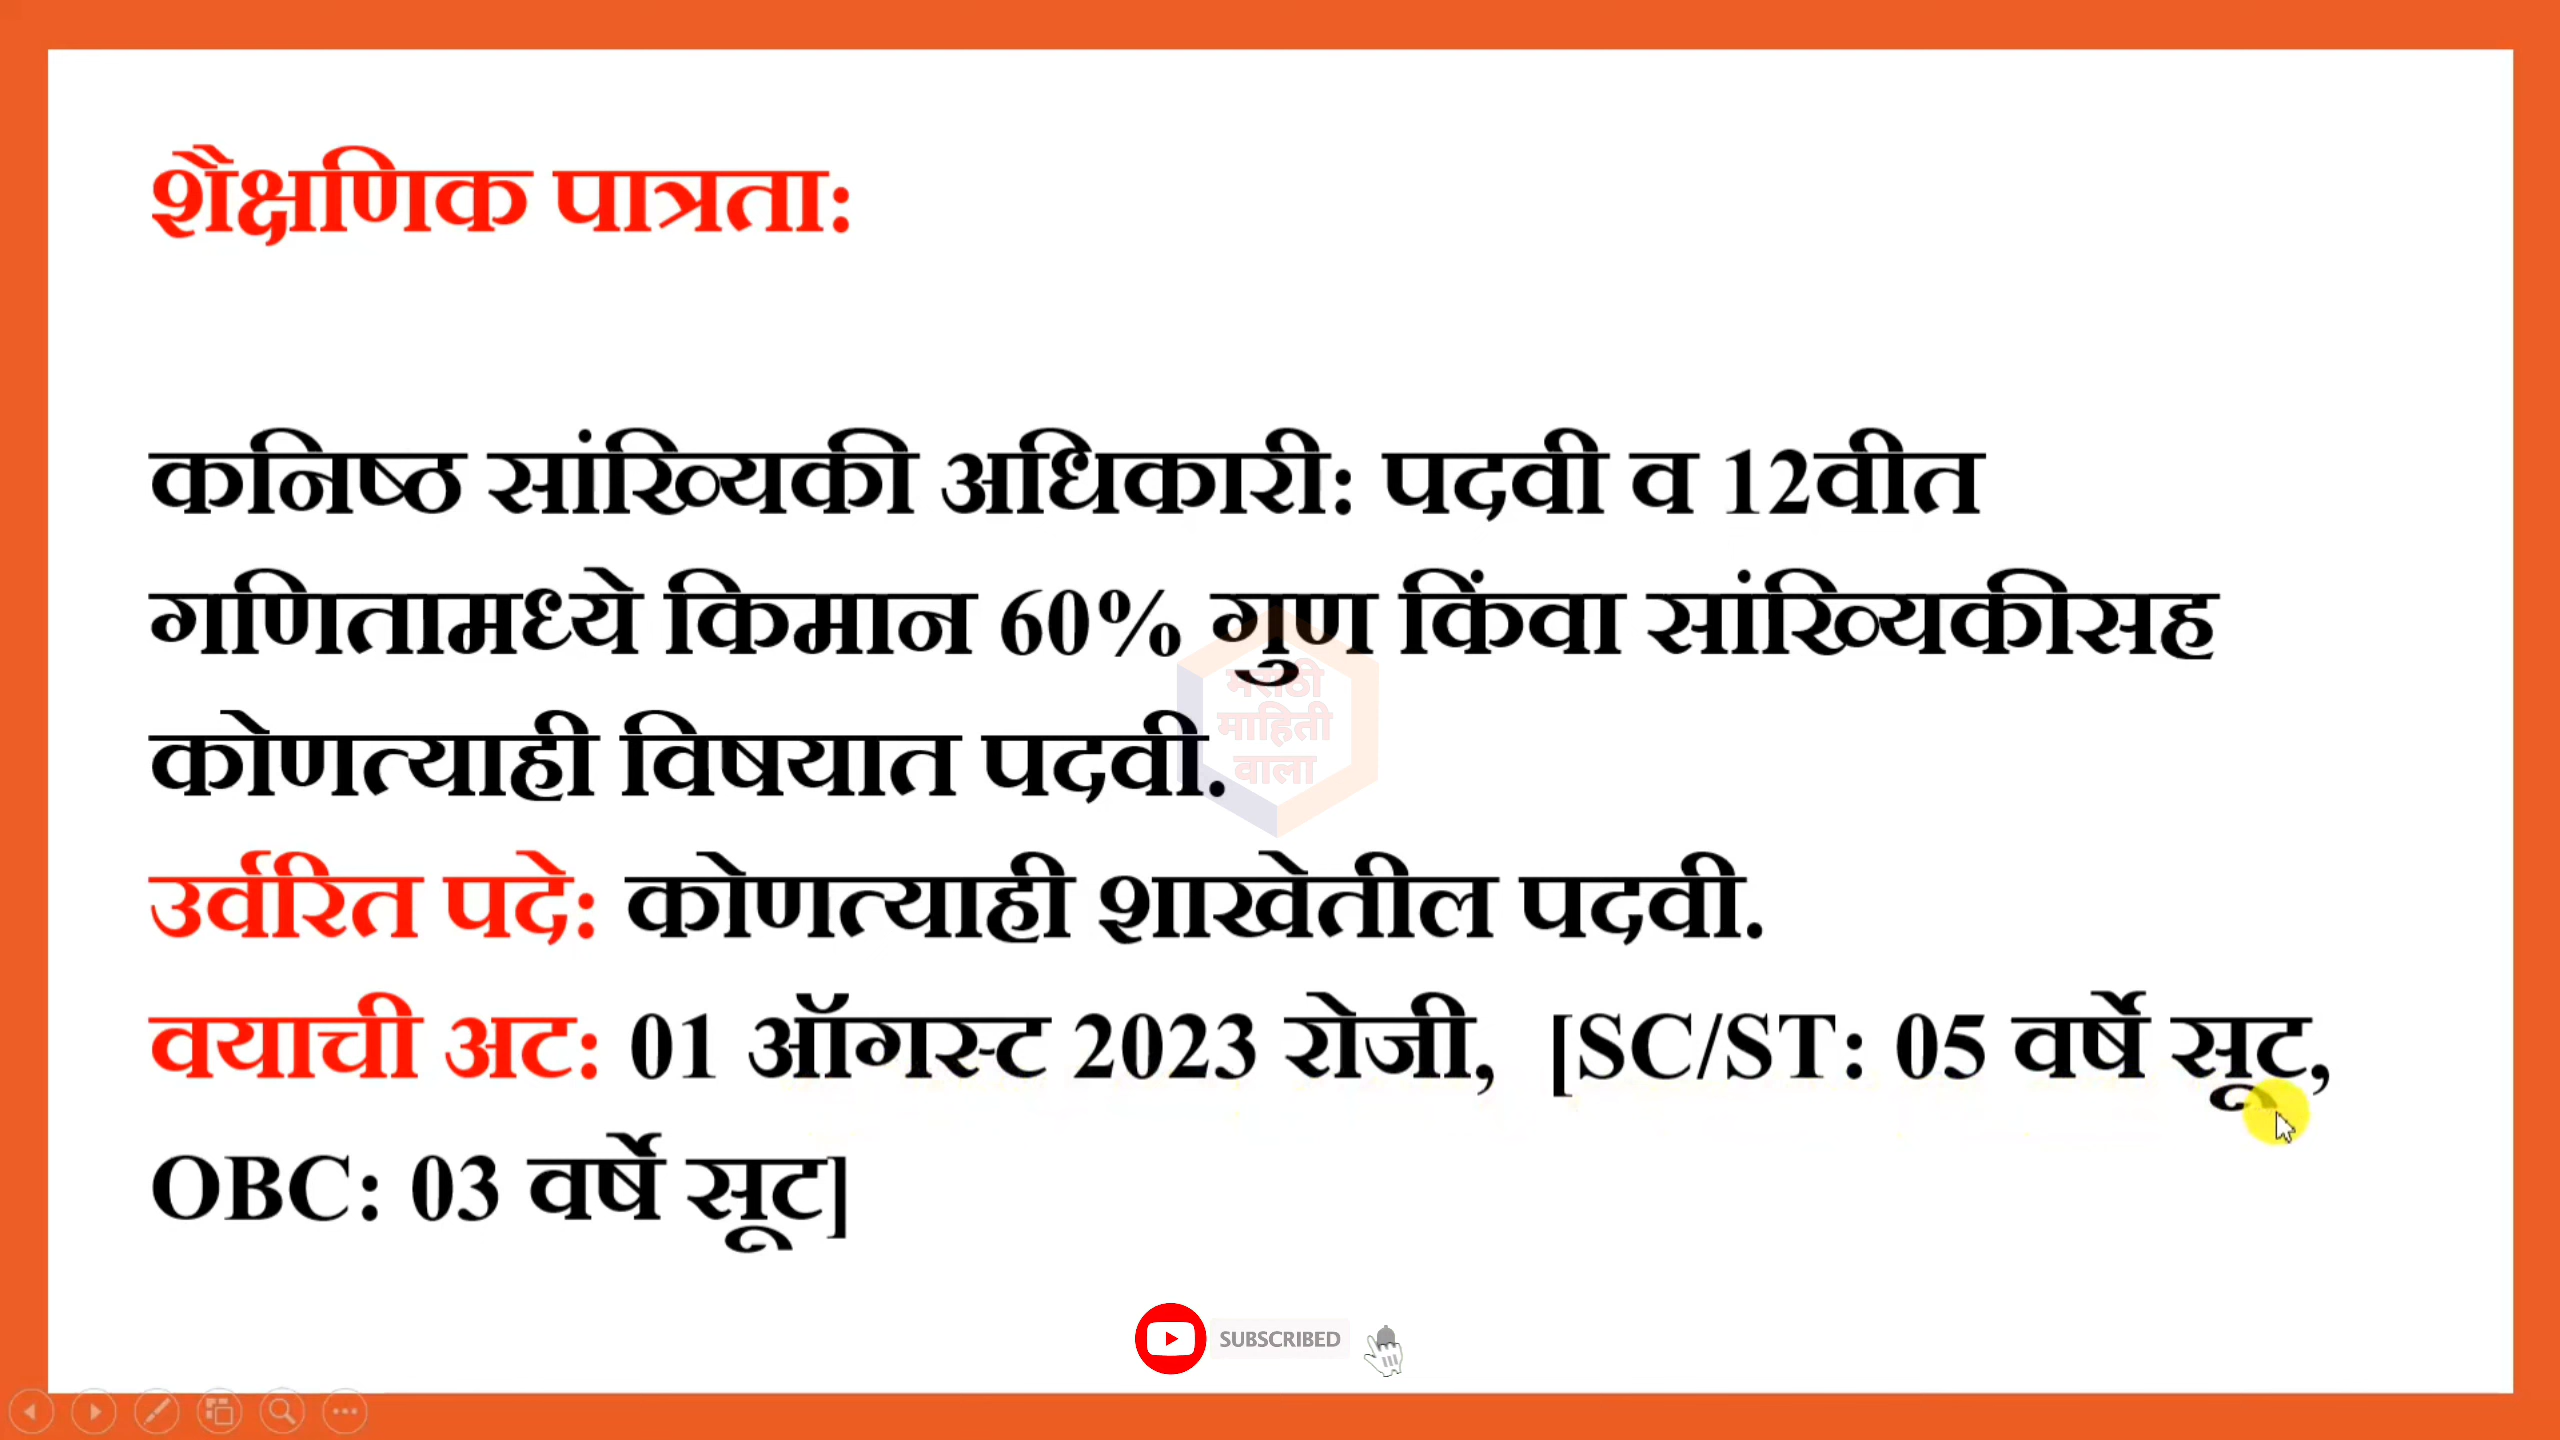 शैक्षणिक पात्रता:
कनिष्ठ सांख्यिकी अधिकारी: पदवी व 12वीत
गणितामध्ये किमान 60% गुण किंवा सांख्यिकीसह
कोणत्याही विषयात पदवी.
उर्वरित पदे: कोणत्याही शाखेतील पदवी.
वयाची अट: 01 ऑगस्ट 2023 रोजी, [SC/ST: 05 वर्षे सूट,
OBC: 03 वर्षे सूट]
मराठी
माहिती
वाला
SUBSCRIBED